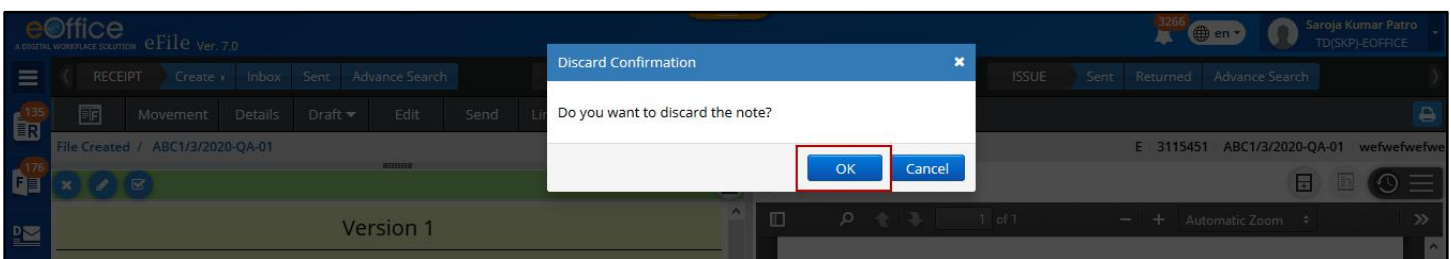 eOffice
A DIGITAL WORKPLACE SOLUTION eFile Ver. 7.0
3266 en Saroja Kumar Patro
TD(SKP)-EOFFICE
RECEIPT Create Inbox Sent Advance Search ISSUE Sent Returned Advance Search
135 R Movement Details Draft Edit Send
File Created / ABC1/3/2020-QA-01 E 3115451 ABC1/3/2020-QA-01 wefwefwefwe
176 F
Version 1 1 of 1 Automatic Zoom
D
Discard Confirmation
Do you want to discard the note?
OK Cancel